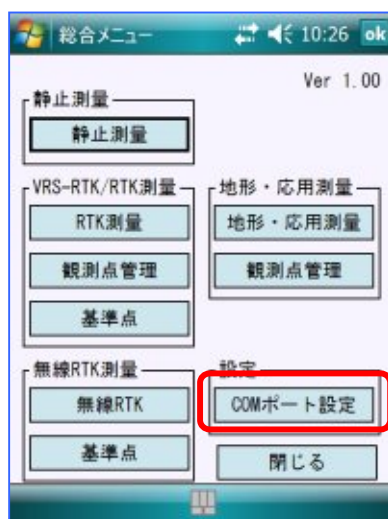 総合メニュー 10:26 ok
Ver 1.00
静止測量
静止測量
VRS-RTK/RTK測量
RTK測量
観測点管理
基準点
地形・応用測量
地形・応用測量
観測点管理
無線RTK測量
無線RTK
基準点
設定
COMポート設定
閉じる